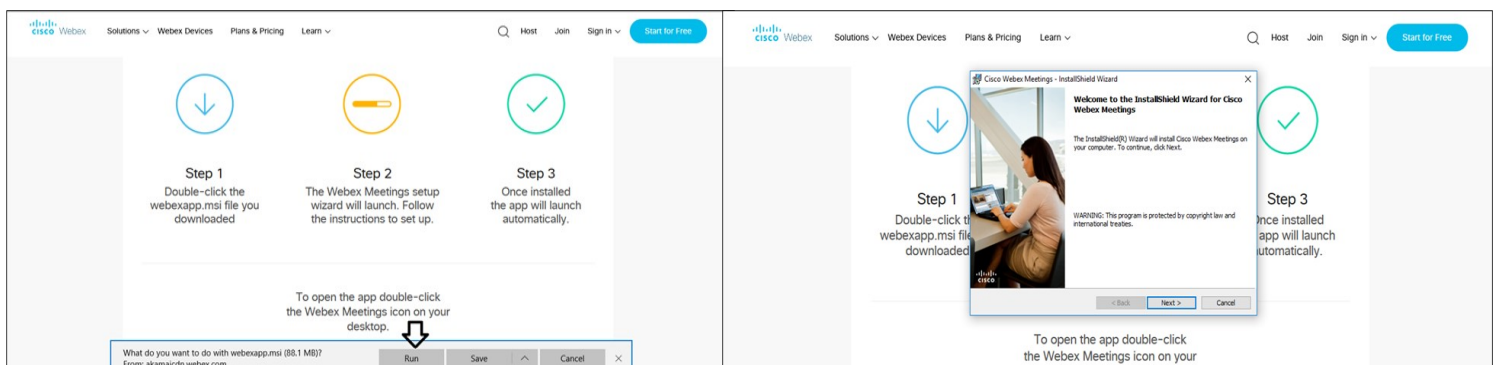 CISCO Webex Solutions Webex Devices Plans & Pricing Learn Host Join Sign in Start for Free
Step 1
Double-click the
webexapp.msi file you
downloaded
Step 2
The Webex Meetings setup
wizard will launch. Follow
the instructions to set up.
Step 3
Once installed
the app will launch
automatically.
To open the app double-click
the Webex Meetings icon on your
desktop.
What do you want to do with webexapp.msi (88.1 MB)?
From: akamaicdn.webex.com
Run Save Cancel
CISCO Webex Solutions Webex Devices Plans & Pricing Learn Host Join Sign in Start for Free
Cisco Webex Meetings - InstallShield Wizard
Welcome to the InstallShield Wizard for Cisco
Webex Meetings
The InstallShield(R) Wizard will install Cisco Webex Meetings on
your computer. To continue, click Next.
WARNING: This program is protected by copyright law and
international treaties.
CISCO
< Back Next > Cancel
Step 1
Double-click t
webexapp.msi file
downloaded
Step 3
nce installed
app will launch
utomatically.
To open the app double-click
the Webex Meetings icon on your